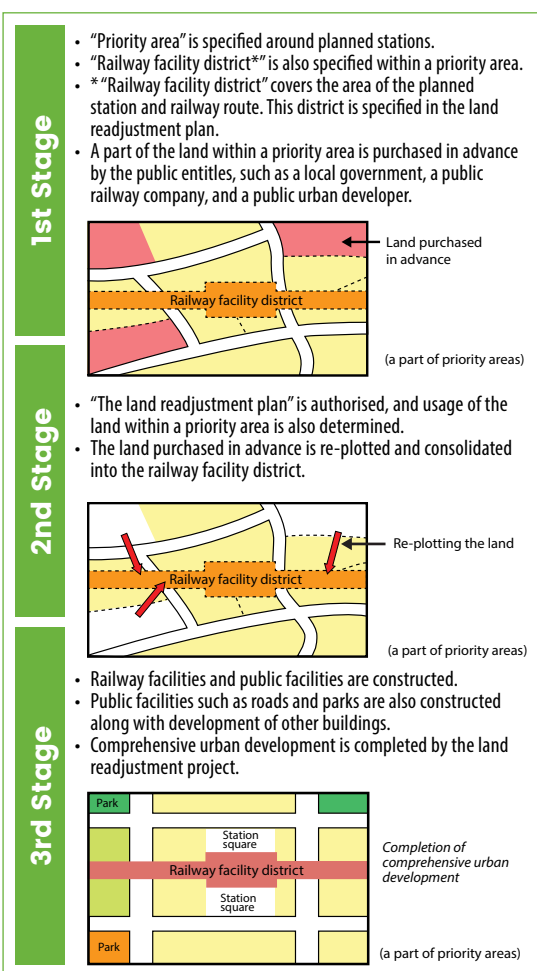 1st Stage
• “Priority area” is specified around planned stations.
• “Railway facility district*” is also specified within a priority area.
• * “Railway facility district” covers the area of the planned
station and railway route. This district is specified in the land
readjustment plan.
• A part of the land within a priority area is purchased in advance
by the public entitles, such as a local government, a public
railway company, and a public urban developer.
Land purchased
in advance
Railway facility district
(a part of priority areas)
2nd Stage
• “The land readjustment plan” is authorised, and usage of the
land within a priority area is also determined.
• The land purchased in advance is re-plotted and consolidated
into the railway facility district.
Re-plotting the land
Railway facility district
(a part of priority areas)
3rd Stage
• Railway facilities and public facilities are constructed.
• Public facilities such as roads and parks are also constructed
along with development of other buildings.
• Comprehensive urban development is completed by the land
readjustment project.
Park
Station
square
Railway facility district
Station
square
Park
Completion of
comprehensive urban
development
(a part of priority areas)